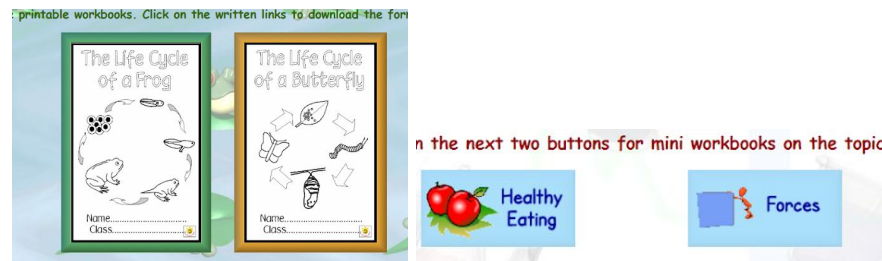 printable workbooks. Click on the written links to download the for
The Life Cycle
of a Frog
Name
Class
The Life Cycle
of a Butterfly
Name
Class
n the next two buttons for mini workbooks on the topic
Healthy
Eating
Forces